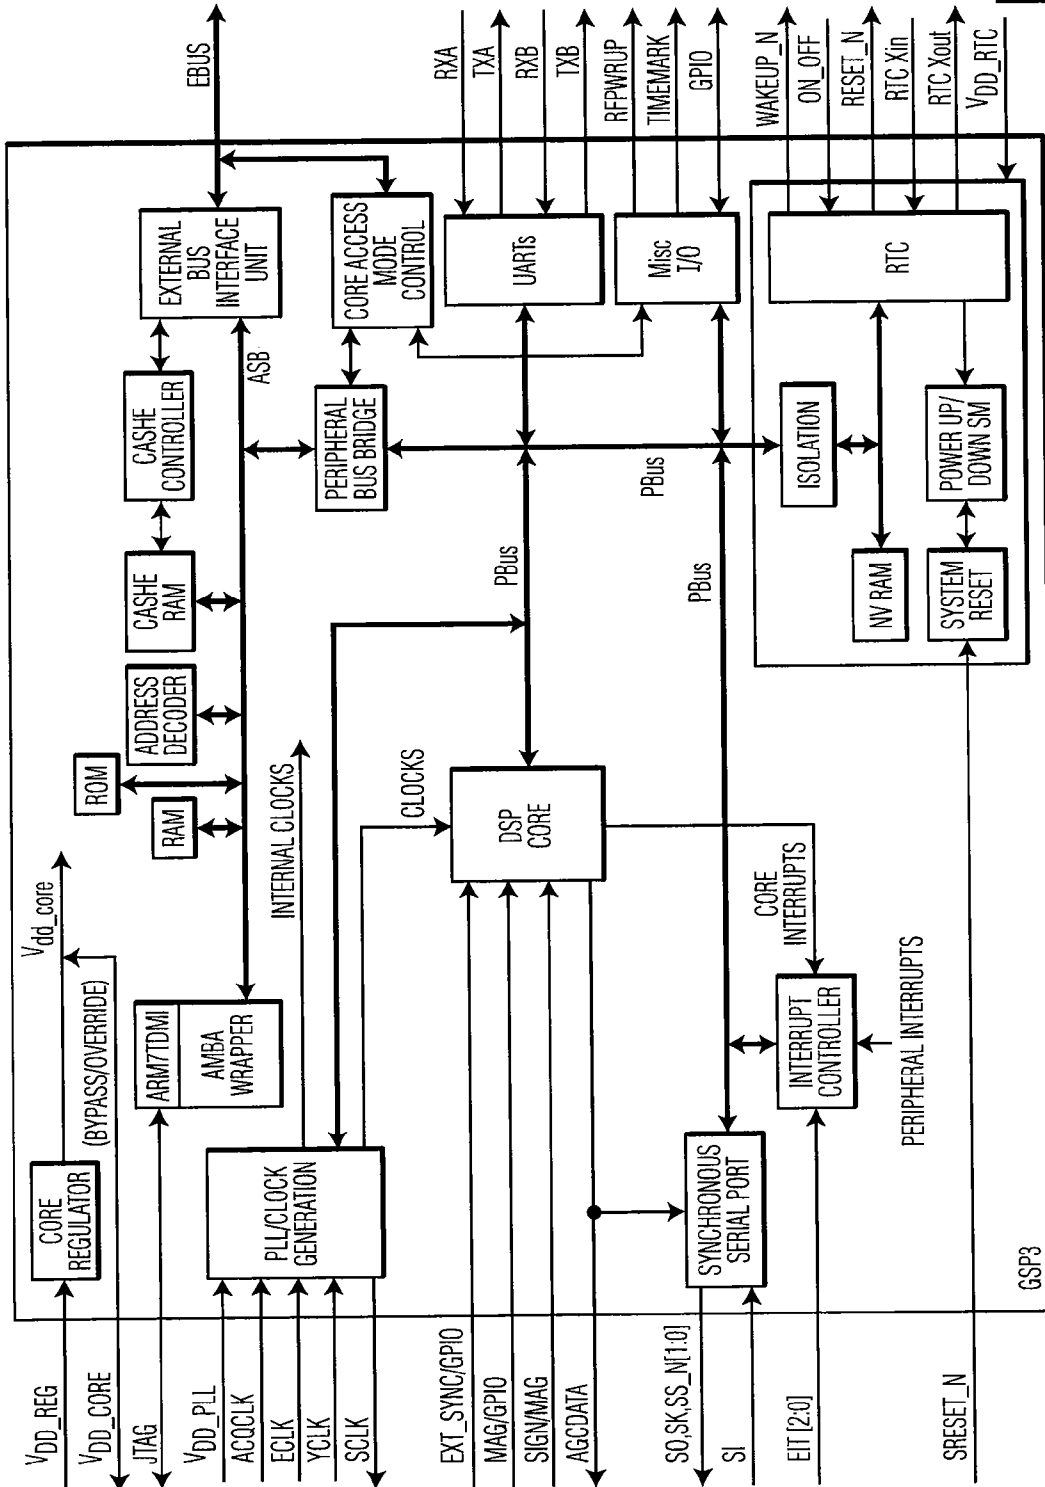 VDD_REG
VDD_CORE
JTAG
VDD_PLL
ACQCLK
ECLK
YCLK
SCLK
EXT_SYNC/GPIO
MAG/GPIO
SIGN/MAG
AGCDATA
SO,SK,SS_N[1:0]
SI
EIT [2:0]
SRESET_N
GSP3
CORE
REGULATOR
(BYPASS/OVERRIDE)
Vdd_core
ARM7TDMI
AMBA
WRAPPER
PLL/CLOCK
GENERATION
INTERNAL CLOCKS
CLOCKS
RAM
ROM
ADDRESS
DECODER
CASHE
RAM
CASHE
CONTROLLER
EXTERNAL
BUS
INTERFACE
UNIT
ASB
CORE ACCESS
MODE
CONTROL
PERIPHERAL
BUS BRIDGE
PBus
PBus
PBus
DSP
CORE
CORE
INTERRUPTS
SYNCHRONOUS
SERIAL PORT
INTERRUPT
CONTROLLER
PERIPHERAL INTERRUPTS
UARTs
Misc
I/O
ISOLATION
NV RAM
SYSTEM
RESET
POWER UP/
DOWN SM
RTC
EBUS
RXA
TXA
RXB
TXB
RFPWRUP
TIMEMARK
GPIO
WAKEUP_N
ON_OFF
RESET_N
RTC Xin
RTC Xout
VDD_RTC